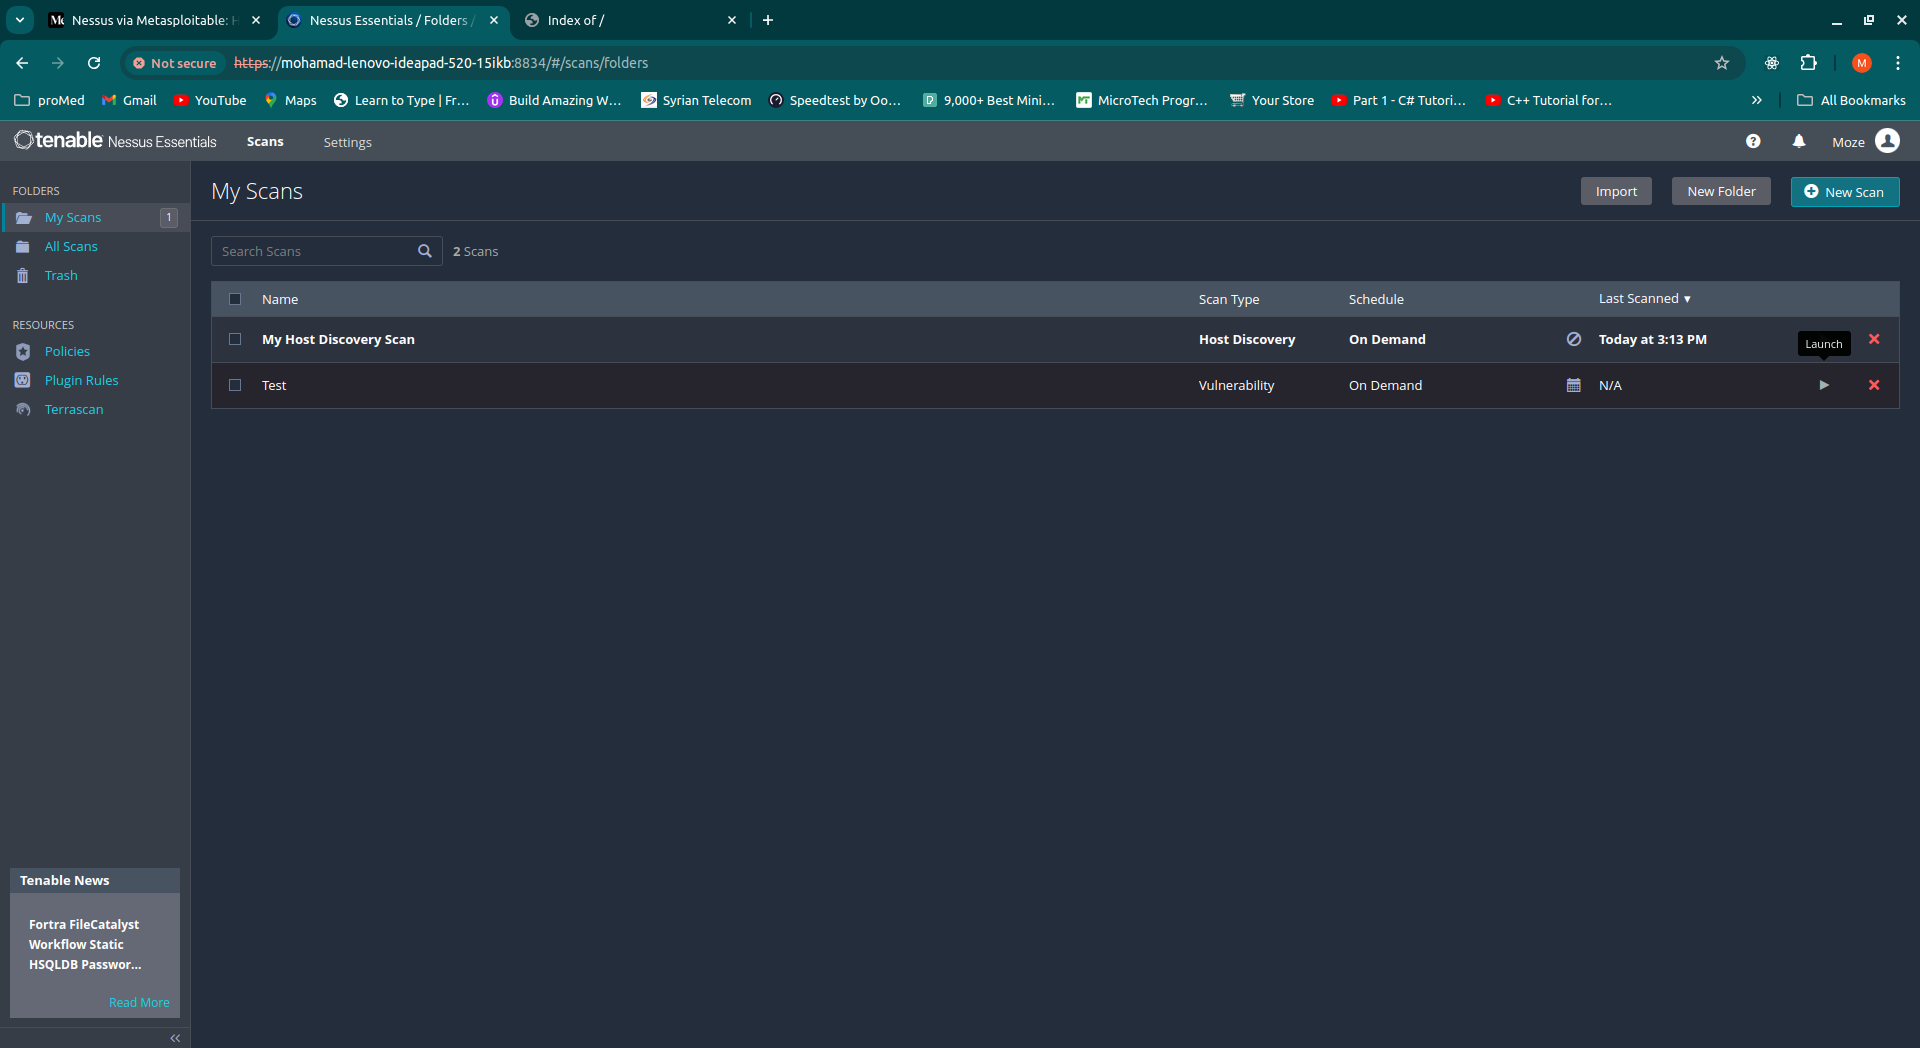 Nessus via Metasploitable: H
Nessus Essentials / Folders /
Index of /
Not secure https://mohamad-lenovo-ideapad-520-15ikb:8834/#/scans/folders
M
proMed Gmail YouTube Maps Learn to Type | Fr... Build Amazing W... Syrian Telecom Speedtest by Oo... 9,000+ Best Mini... MicroTech Progr... Your Store Part 1 - C# Tutori... C++ Tutorial for... » All Bookmarks
tenable Nessus Essentials Scans Settings Moze
FOLDERS
My Scans 1
All Scans
Trash
RESOURCES
Policies
Plugin Rules
Terrascan
Tenable News
Fortra FileCatalyst
Workflow Static
HSQLDB Passwor...
Read More
My Scans
Import New Folder New Scan
Search Scans 2 Scans
Name Scan Type Schedule Last Scanned ▼
My Host Discovery Scan Host Discovery On Demand Today at 3:13 PM
Launch
Test Vulnerability On Demand N/A